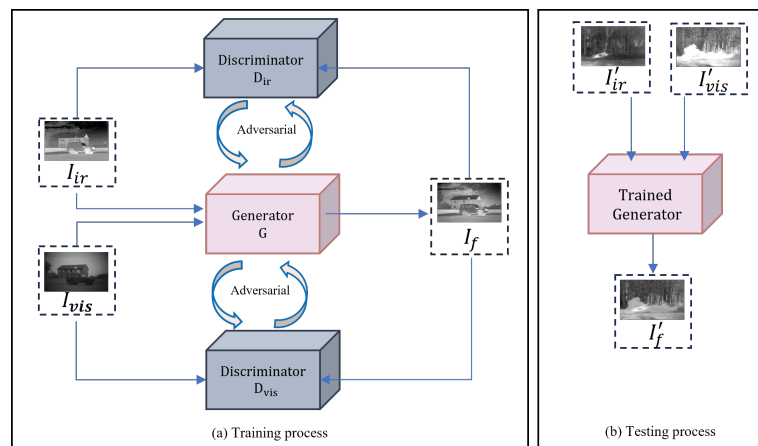 Discriminator
D_ir
Adversarial
I_ir
Generator
G
I_f
I_vis
Adversarial
Discriminator
D_vis
(a) Training process
I'_ir
I'_vis
Trained
Generator
I'_f
(b) Testing process